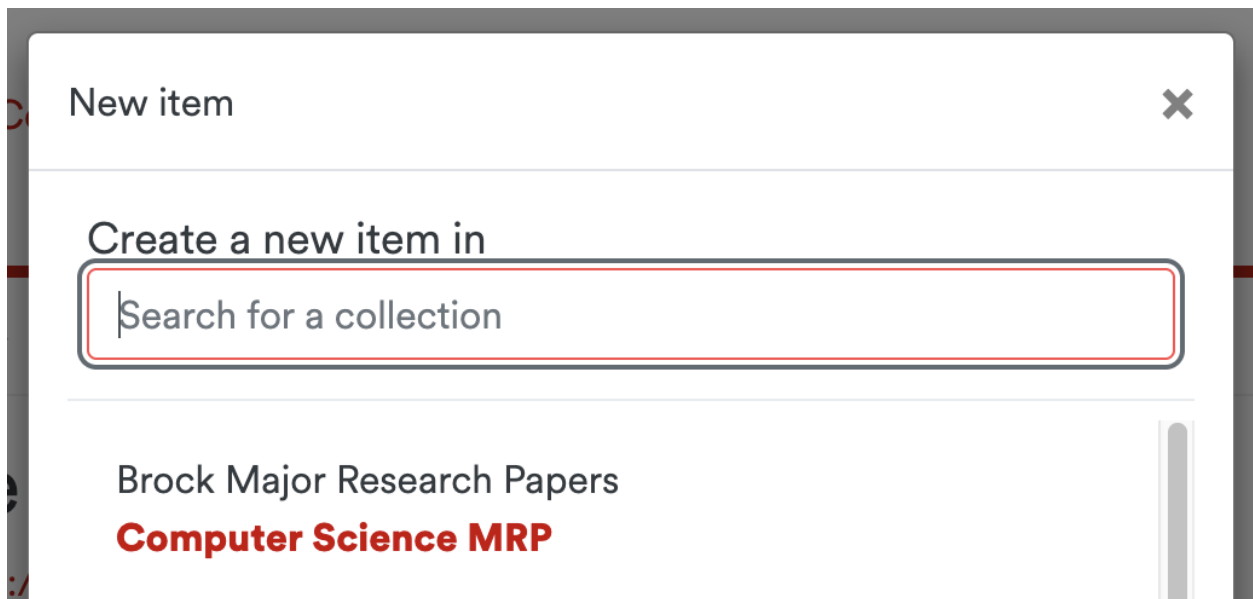 New item
Create a new item in
Search for a collection
Brock Major Research Papers
Computer Science MRP